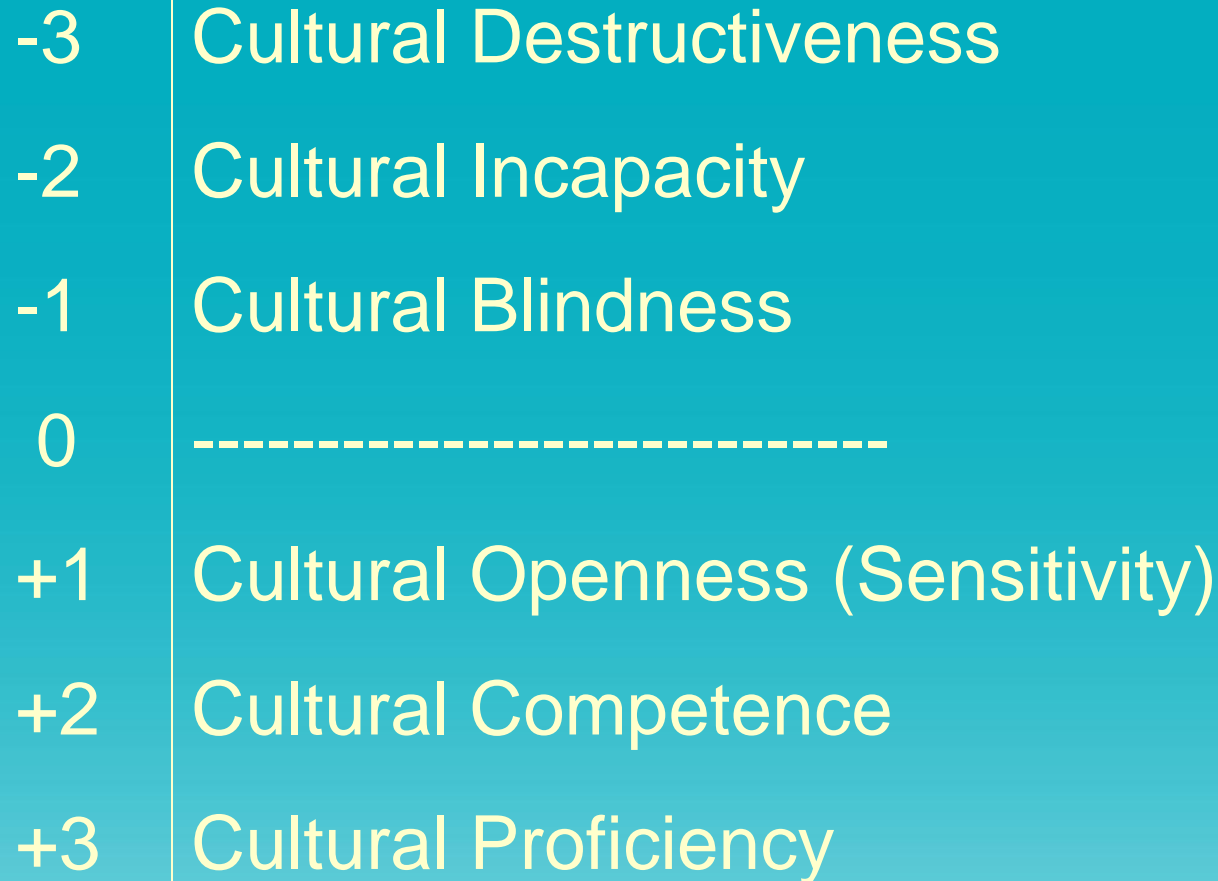 -3 Cultural Destructiveness
-2 Cultural Incapacity
-1 Cultural Blindness
0 ----------------------------
+1 Cultural Openness (Sensitivity)
+2 Cultural Competence
+3 Cultural Proficiency